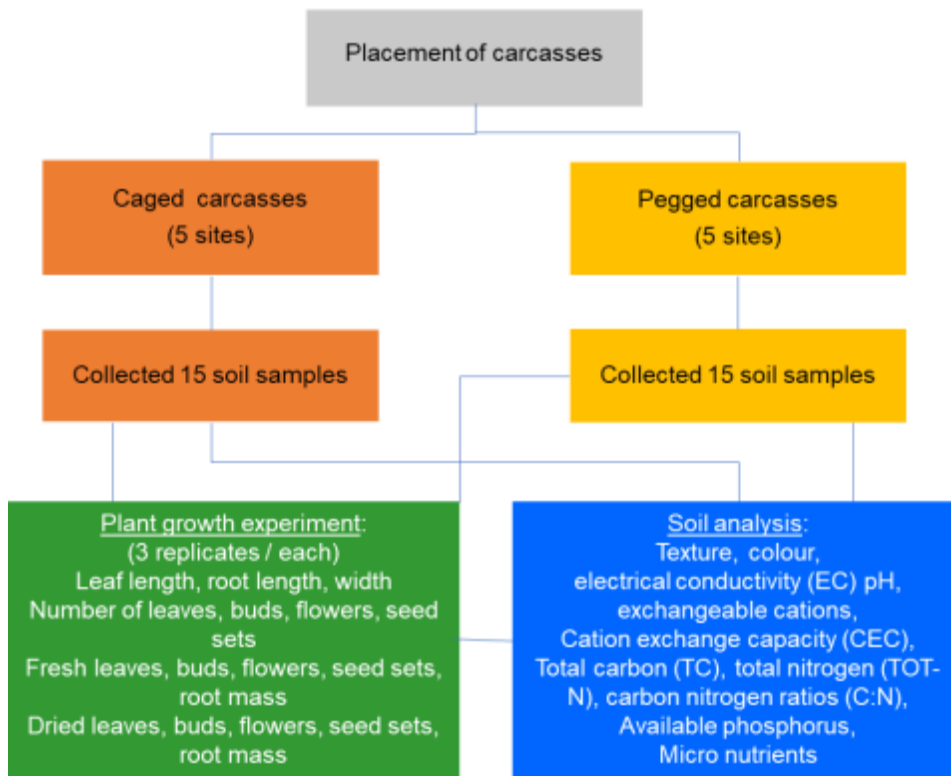 Placement of carcasses
Caged carcasses
(5 sites)
Pegged carcasses
(5 sites)
Collected 15 soil samples
Collected 15 soil samples
Plant growth experiment:
(3 replicates / each)
Leaf length, root length, width
Number of leaves, buds, flowers, seed
sets
Fresh leaves, buds, flowers, seed sets,
root mass
Dried leaves, buds, flowers, seed sets,
root mass
Soil analysis:
Texture, colour,
electrical conductivity (EC) pH,
exchangeable cations,
Cation exchange capacity (CEC),
Total carbon (TC), total nitrogen (TOT-
N), carbon nitrogen ratios (C:N),
Available phosphorus,
Micro nutrients